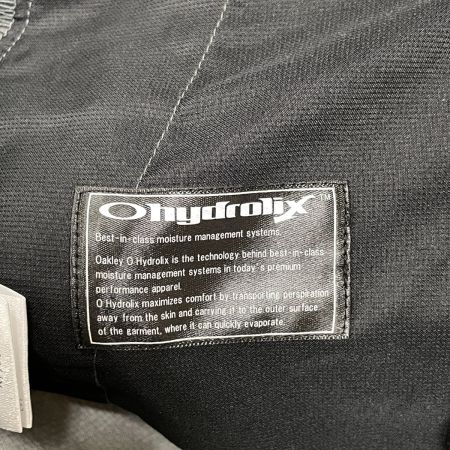 O hydrolix™
Best-in-class moisture management systems.
Oakley O Hydrolix is the technology behind best-in-class
moisture management systems in today's premium
performance apparel.
O Hydrolix maximizes comfort by transporting perspiration
away from the skin and carrying it to the outer surface
of the garment, where it can quickly evaporate.